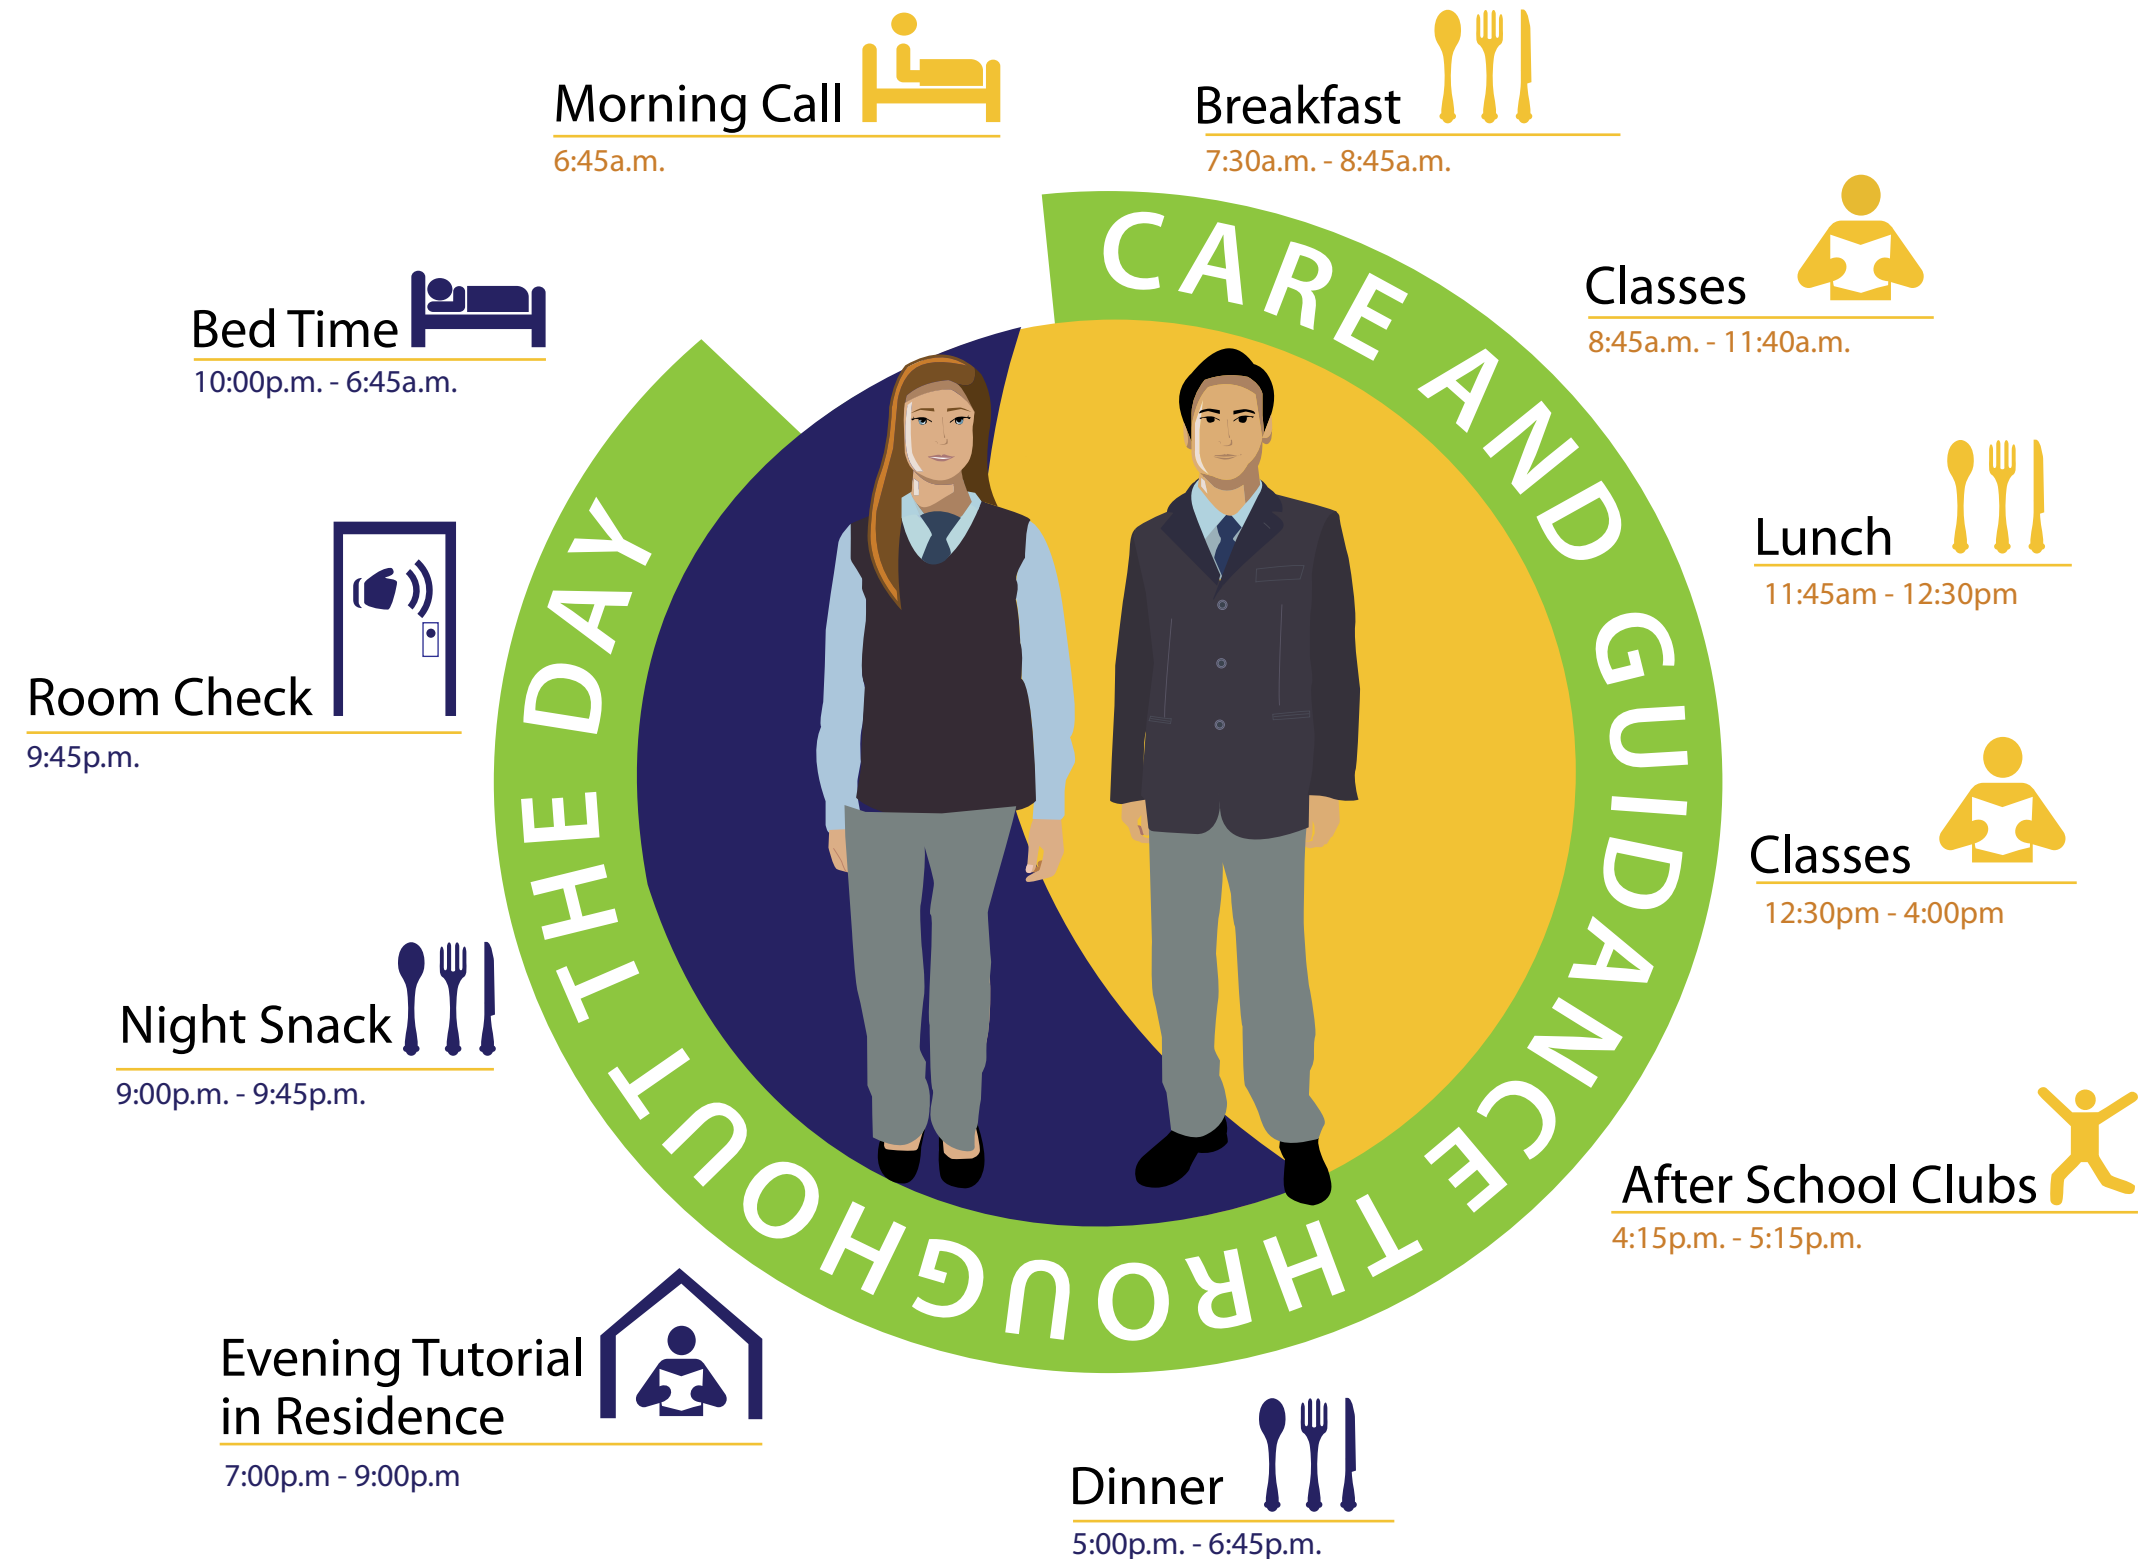 Morning Call
6:45a.m.
Breakfast
7:30a.m. - 8:45a.m.
Classes
8:45a.m. - 11:40a.m.
Lunch
11:45am - 12:30pm
Classes
12:30pm - 4:00pm
After School Clubs
4:15p.m. - 5:15p.m.
Dinner
5:00p.m. - 6:45p.m.
Evening Tutorial
in Residence
7:00p.m - 9:00p.m
Night Snack
9:00p.m. - 9:45p.m.
Room Check
9:45p.m.
Bed Time
10:00p.m. - 6:45a.m.
CARE AND GUIDANCE THROUGHOUT THE DAY